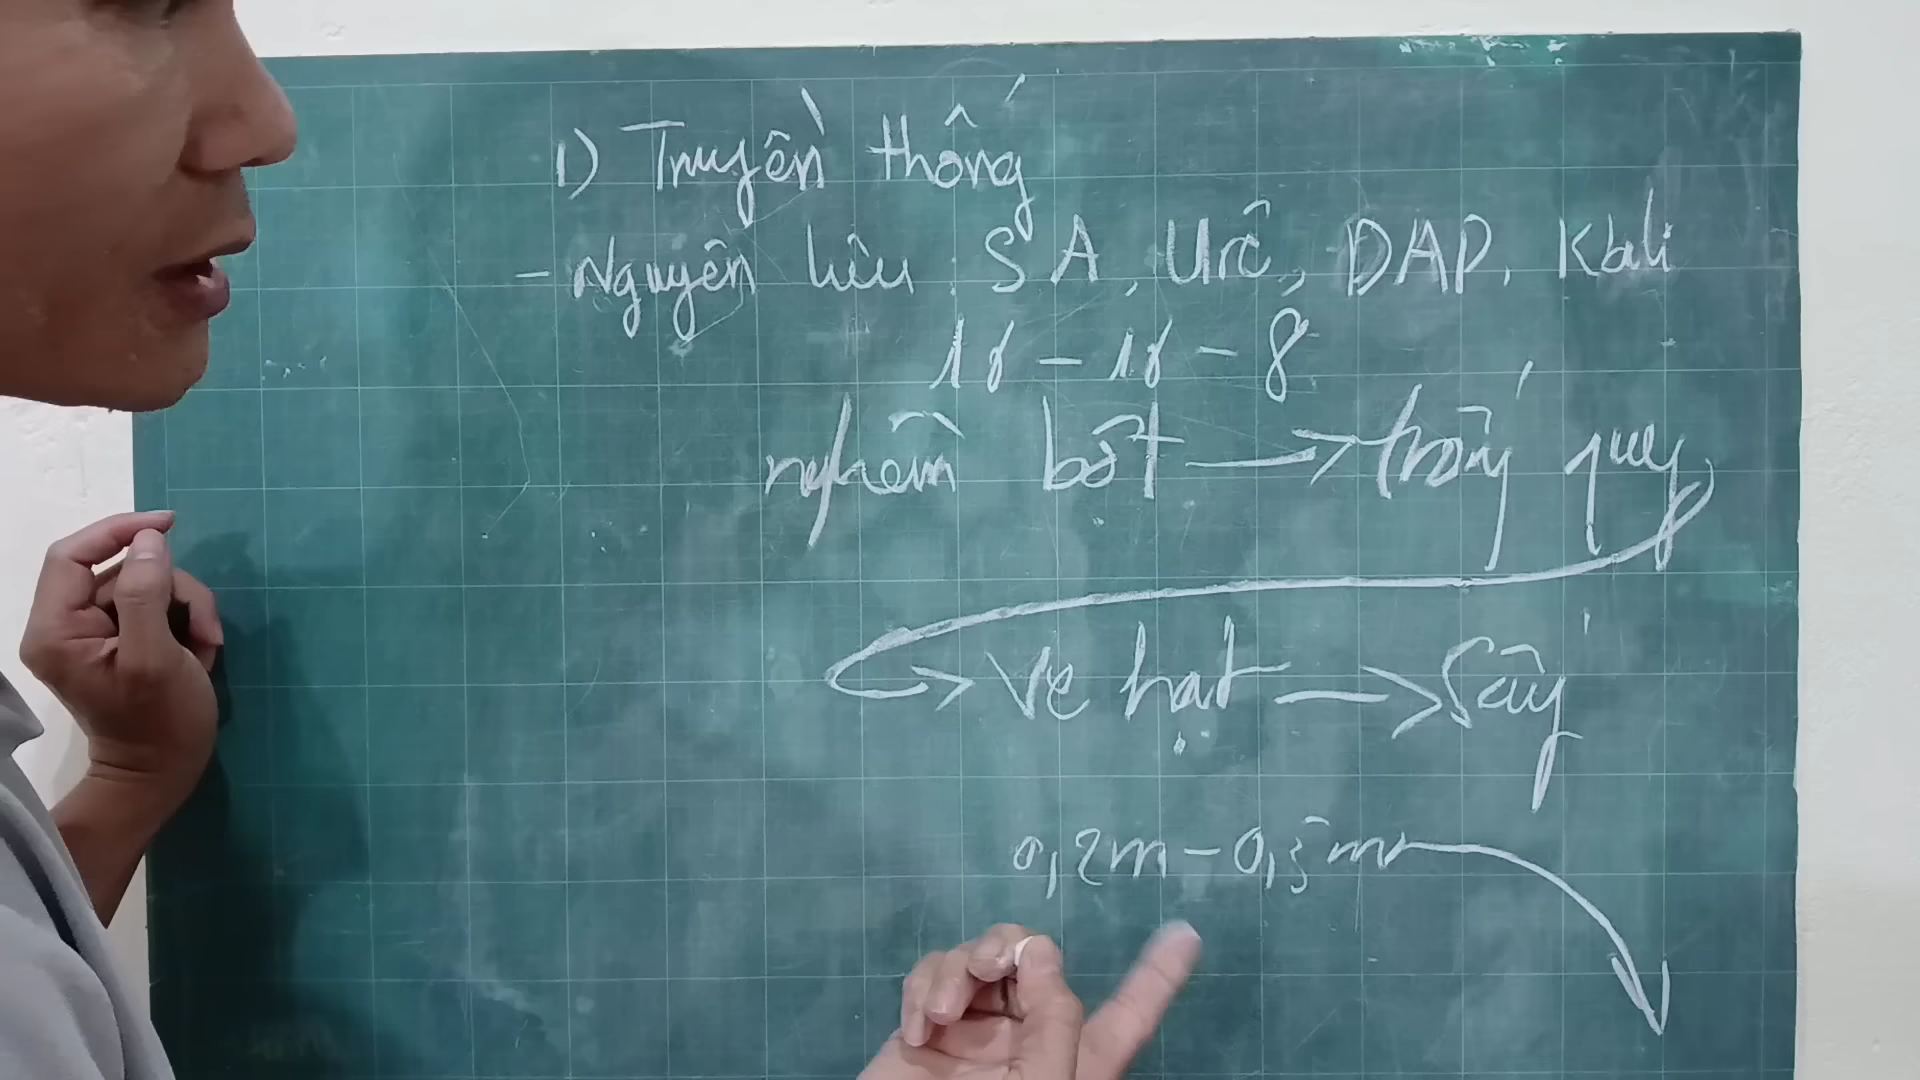 1) Truyền thống
- Nguyên liệu: SA, Urê, DAP, Kali
16 - 16 - 8
nghiền bột → trống quay
→ Ve hạt → Sấy
0,2m - 0,3m